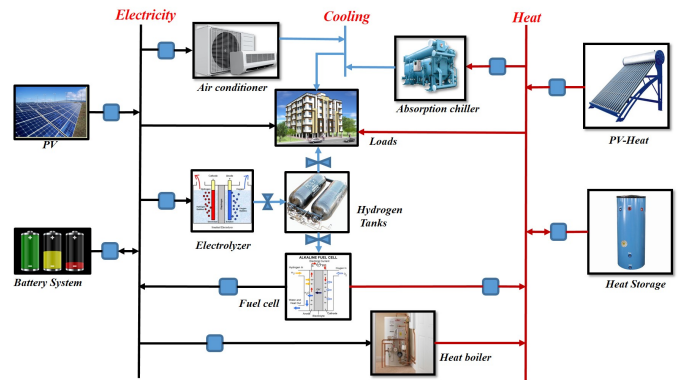 Electricity
Cooling
Heat
Air conditioner
Absorption chiller
PV
Loads
PV-Heat
Electrolyzer
Hydrogen
Tanks
ALKALINE FUEL CELL
Battery System
Fuel cell
Heat Storage
Heat boiler